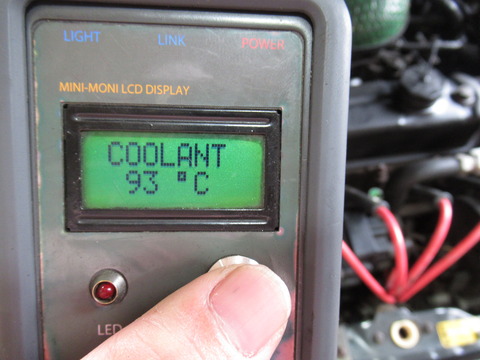 LIGHT LINK POWER
MINI-MONI LCD DISPLAY
COOLANT
93 °C
LED